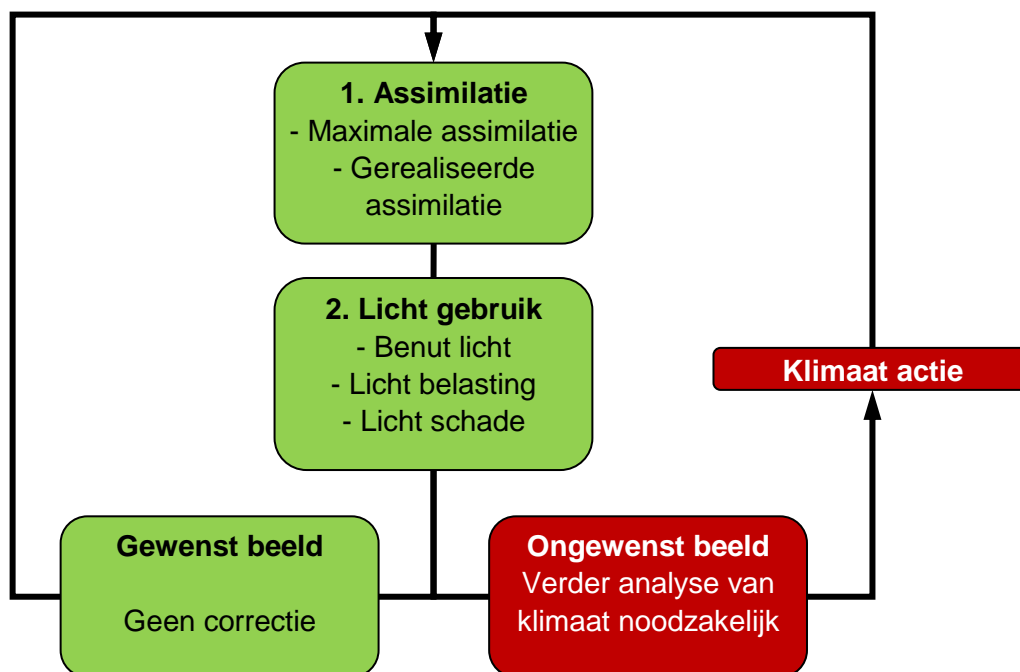 1. Assimilatie
- Maximale assimilatie
- Gerealiseerde
assimilatie
2. Licht gebruik
- Benut licht
- Licht belasting
- Licht schade
Klimaat actie
Gewenst beeld
Geen correctie
Ongewenst beeld
Verder analyse van
klimaat noodzakelijk